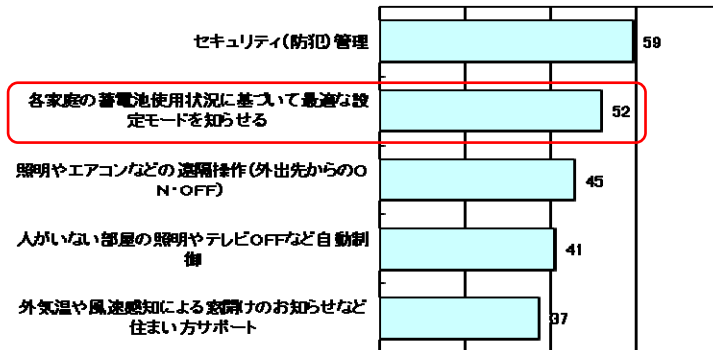 セキュリティ(防犯)管理
59
各家庭の蓄電池使用状況に基づいて最適な設
定モードを知らせる
52
照明やエアコンなどの遠隔操作(外出先からのO
N・OFF)
45
人がいない部屋の照明やテレビOFFなど自動制
御
41
外気温や風速感知による窓開けのお知らせなど
住まい方サポート
37